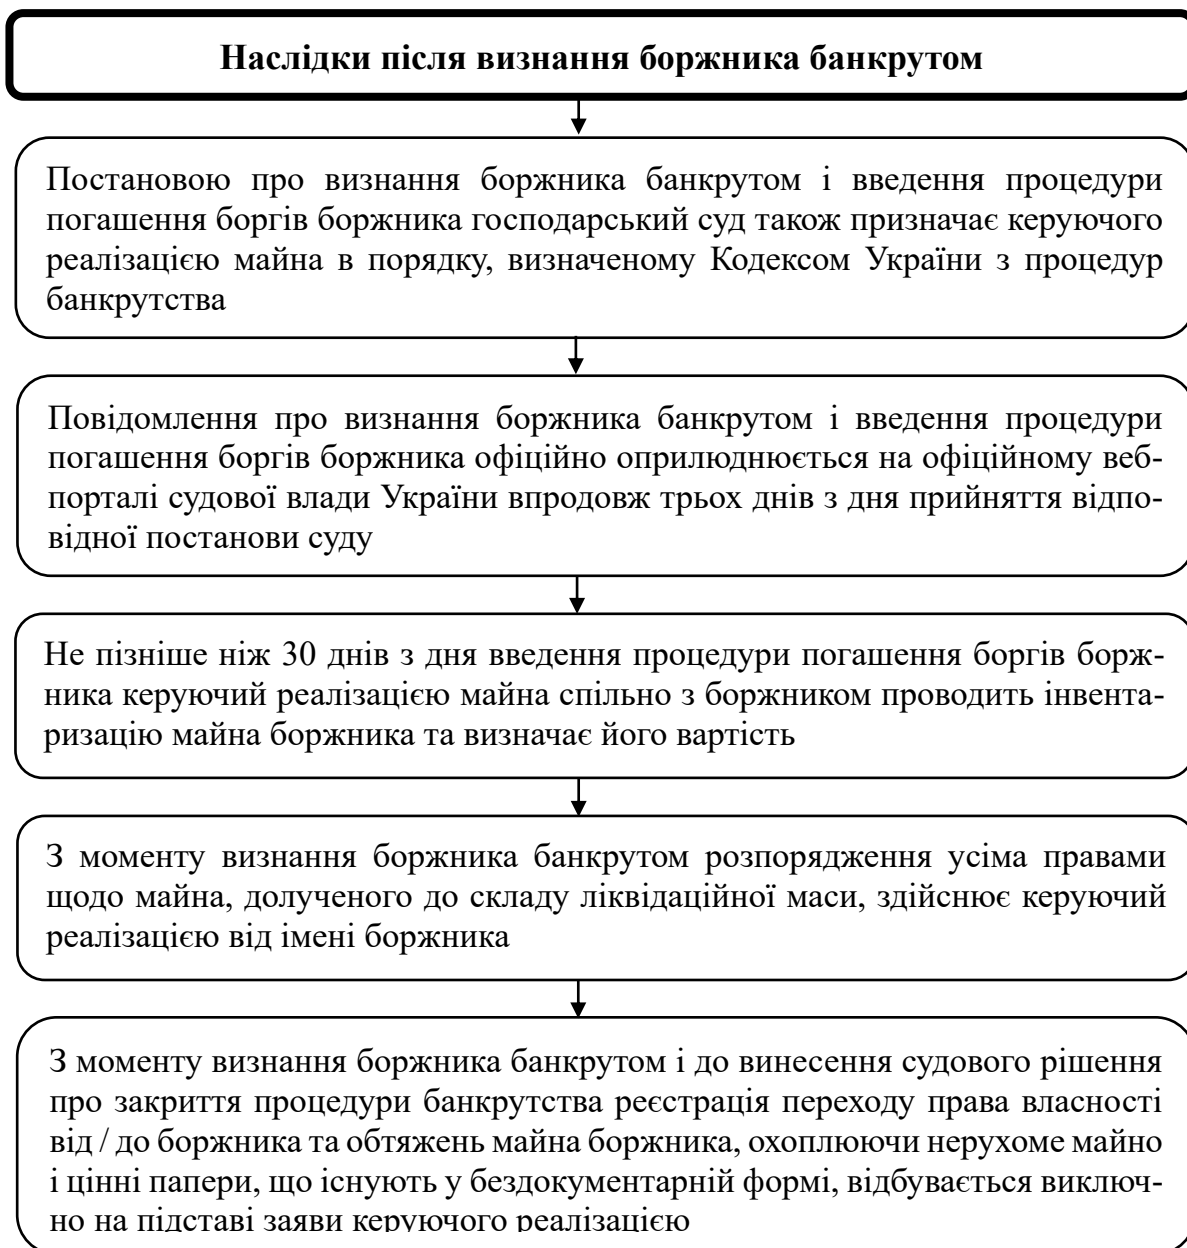 Наслідки після визнання боржника банкрутом
Постановою про визнання боржника банкрутом і введення процедури
погашення боргів боржника господарський суд також призначає керуючого
реалізацією майна в порядку, визначеному Кодексом України з процедур
банкрутства
Повідомлення про визнання боржника банкрутом і введення процедури
погашення боргів боржника офіційно оприлюднюється на офіційному веб-
порталі судової влади України впродовж трьох днів з дня прийняття відпо-
відної постанови суду
Не пізніше ніж 30 днів з дня введення процедури погашення боргів борж-
ника керуючий реалізацією майна спільно з боржником проводить інвента-
ризацію майна боржника та визначає його вартість
З моменту визнання боржника банкрутом розпорядження усіма правами
щодо майна, долученого до складу ліквідаційної маси, здійснює керуючий
реалізацією від імені боржника
З моменту визнання боржника банкрутом і до винесення судового рішення
про закриття процедури банкрутства реєстрація переходу права власності
від / до боржника та обтяжень майна боржника, охоплюючи нерухоме майно
і цінні папери, що існують у бездокументарній формі, відбувається виключ-
но на підставі заяви керуючого реалізацією